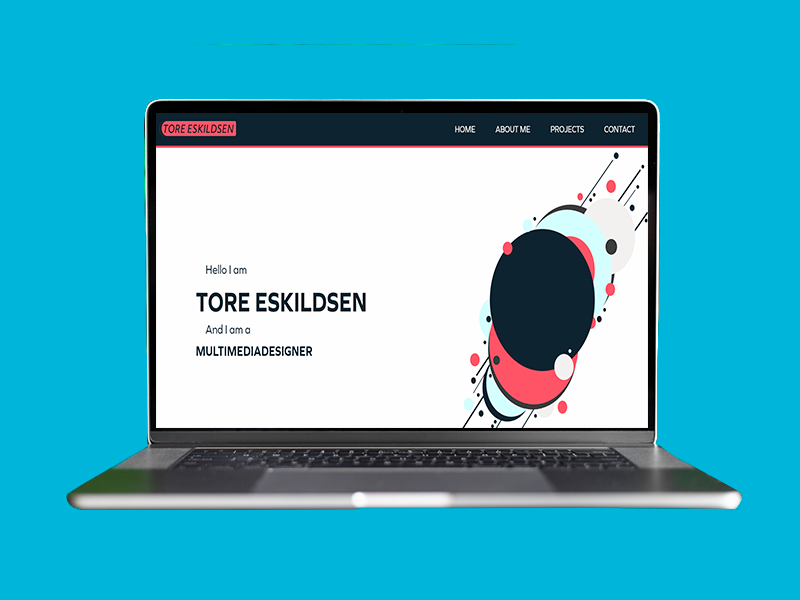 TORE ESKILDSEN
HOME ABOUT ME PROJECTS CONTACT
Hello I am
TORE ESKILDSEN
And I am a
MULTIMEDIADESIGNER